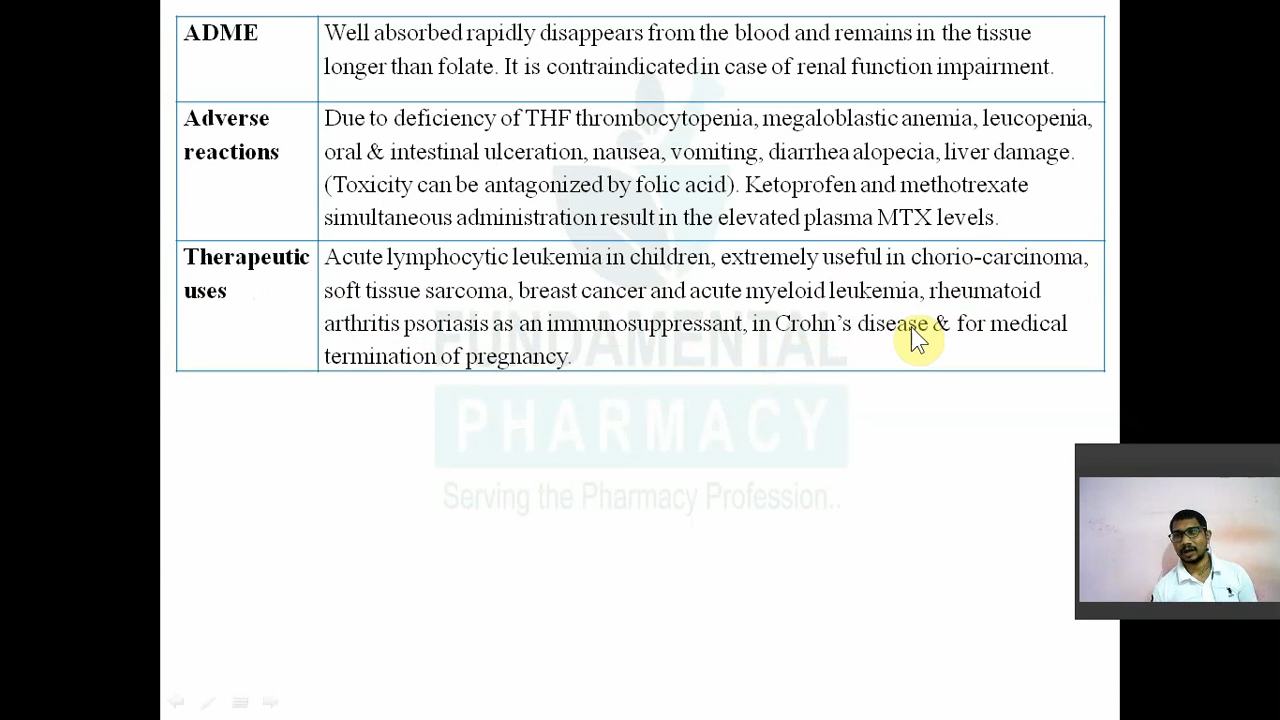 ADME
Well absorbed rapidly disappears from the blood and remains in the tissue
longer than folate. It is contraindicated in case of renal function impairment.
Adverse
reactions
Due to deficiency of THF thrombocytopenia, megaloblastic anemia, leucopenia,
oral & intestinal ulceration, nausea, vomiting, diarrhea alopecia, liver damage.
(Toxicity can be antagonized by folic acid). Ketoprofen and methotrexate
simultaneous administration result in the elevated plasma MTX levels.
Therapeutic
uses
Acute lymphocytic leukemia in children, extremely useful in chorio-carcinoma,
soft tissue sarcoma, breast cancer and acute myeloid leukemia, rheumatoid
arthritis psoriasis as an immunosuppressant, in Crohn’s disease & for medical
termination of pregnancy.
FUNDAMENTAL
PHARMACY
Serving the Pharmacy Profession..